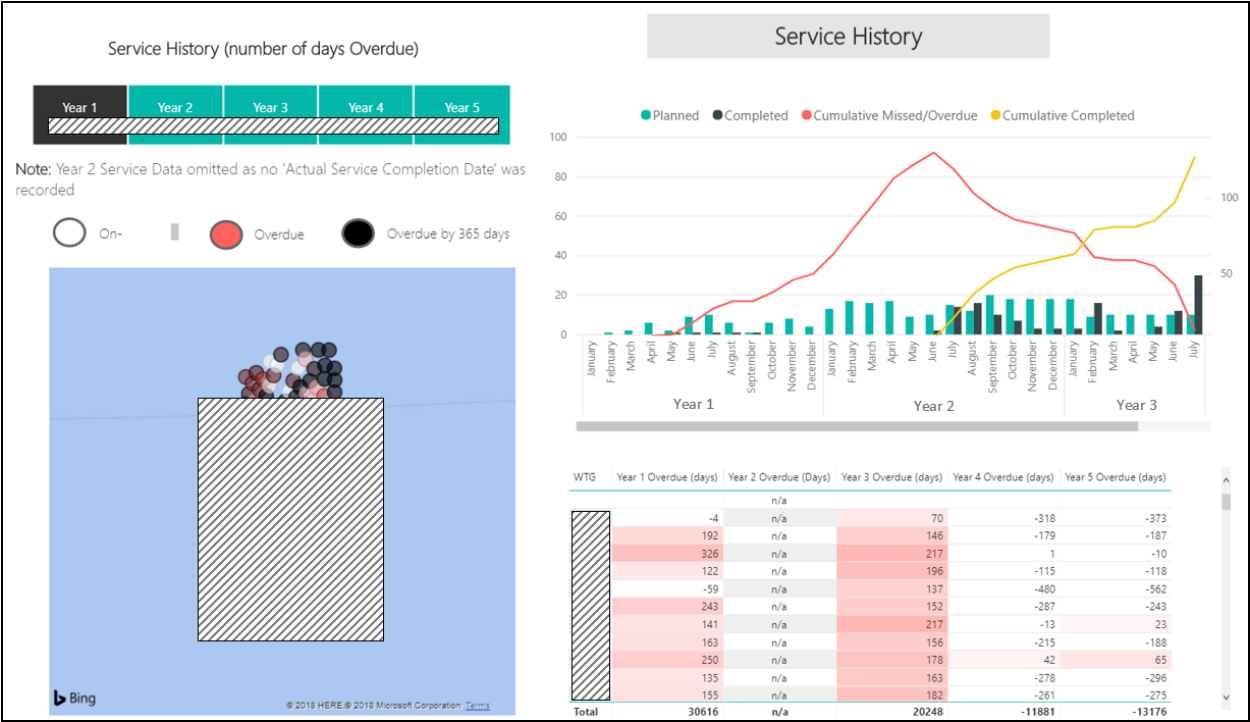 Service History (number of days Overdue)
Year 1 Year 2 Year 3 Year 4 Year 5
Note: Year 2 Service Data omitted as no 'Actual Service Completion Date' was
recorded
On- Overdue Overdue by 365 days
Bing
© 2018 HERE,© 2018 Microsoft Corporation Terms
Service History
Planned Completed Cumulative Missed/Overdue Cumulative Completed
100
80
60
40
20
0
100
50
January February March April May June July August September October November December January February March April May June July August September October November December January February March April May June July
Year 1 Year 2 Year 3
WTG Year 1 Overdue (days) Year 2 Overdue (Days) Year 3 Overdue (days) Year 4 Overdue (days) Year 5 Overdue (days)
n/a
-4 n/a 70 -318 -373
192 n/a 146 -179 -187
326 n/a 217 1 -10
122 n/a 196 -115 -118
-59 n/a 137 -480 -562
243 n/a 152 -287 -243
141 n/a 217 -13 23
163 n/a 156 -215 -188
250 n/a 178 42 65
135 n/a 163 -278 -296
155 n/a 182 -261 -275
Total 30616 n/a 20248 -11881 -13176